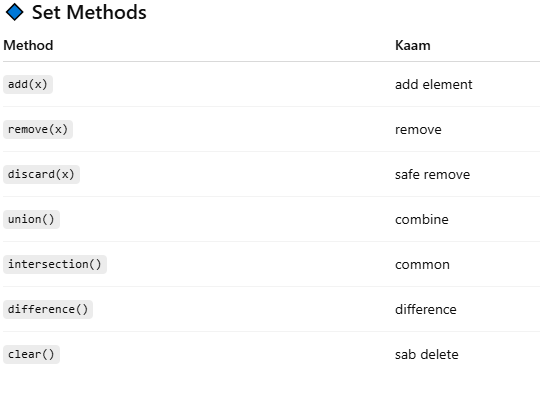 Set Methods
Method Kaam
add(x) add element
remove(x) remove
discard(x) safe remove
union() combine
intersection() common
difference() difference
clear() sab delete